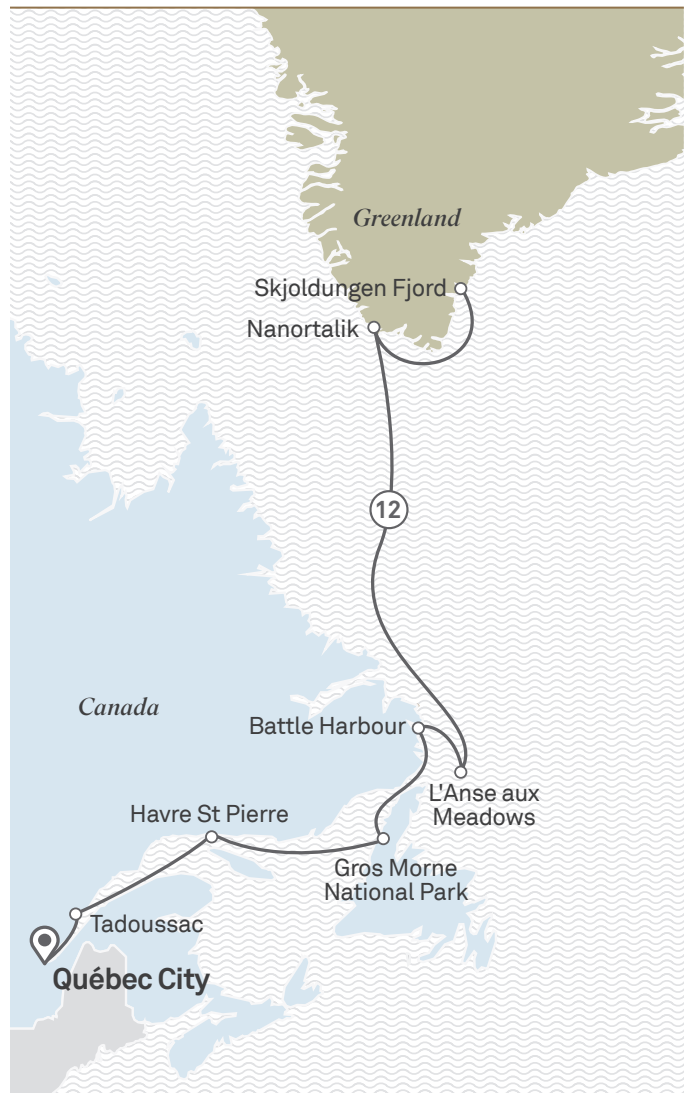 Greenland
Skjoldungen Fjord
Nanortalik
12
Canada
Battle Harbour
L'Anse aux
Meadows
Havre St Pierre
Gros Morne
National Park
Tadoussac
Québec City